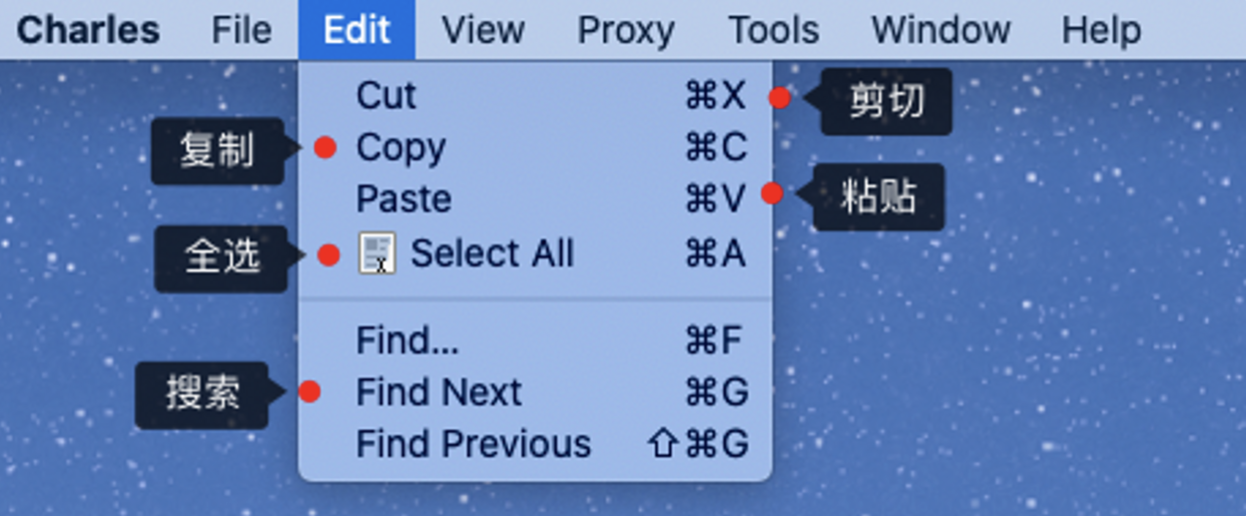 Charles File Edit View Proxy Tools Window Help
Cut ⌘X 剪切
复制 Copy ⌘C
Paste ⌘V 粘贴
全选 Select All ⌘A
Find... ⌘F
搜索 Find Next ⌘G
Find Previous ⇧⌘G